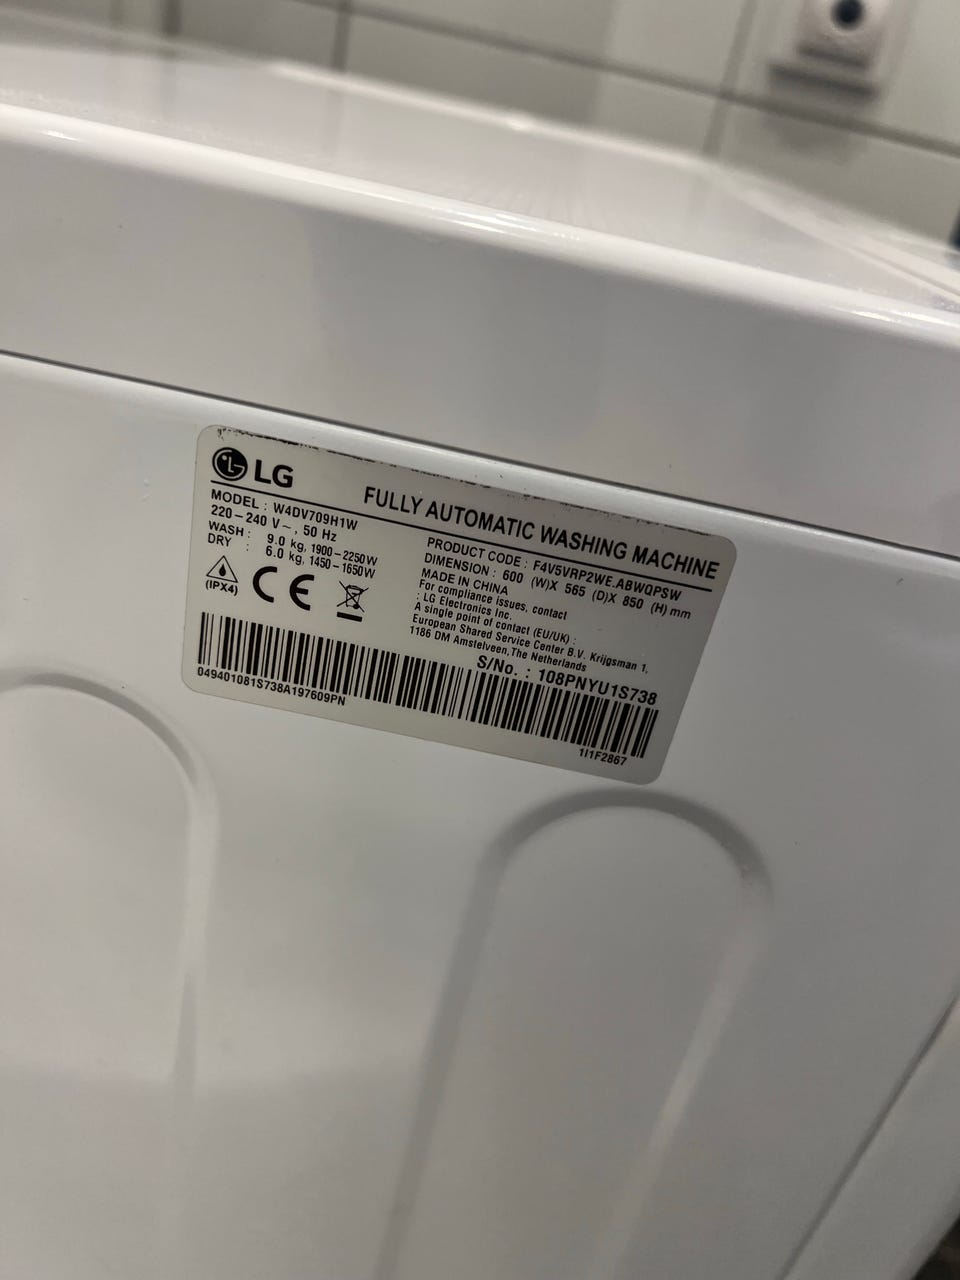 LG
FULLY AUTOMATIC WASHING MACHINE
MODEL : W4DV709H1W
220-240 V~, 50 Hz
WASH : 9.0 kg, 1900-2250W
DRY : 6.0 kg, 1450-1650W
(IPX4)
CE
PRODUCT CODE : F4V5VRP2WE.ABWQPSW
DIMENSION : 600 (W)X 565 (D)X 850 (H) mm
MADE IN CHINA
For compliance issues, contact
: LG Electronics Inc.
A single point of contact (EU/UK) :
European Shared Service Center B.V. Krijgsman 1,
1186 DM Amstelveen, The Netherlands
S/No. : 108PNYU1S738
049401081S738A197609PN
1I1F2867